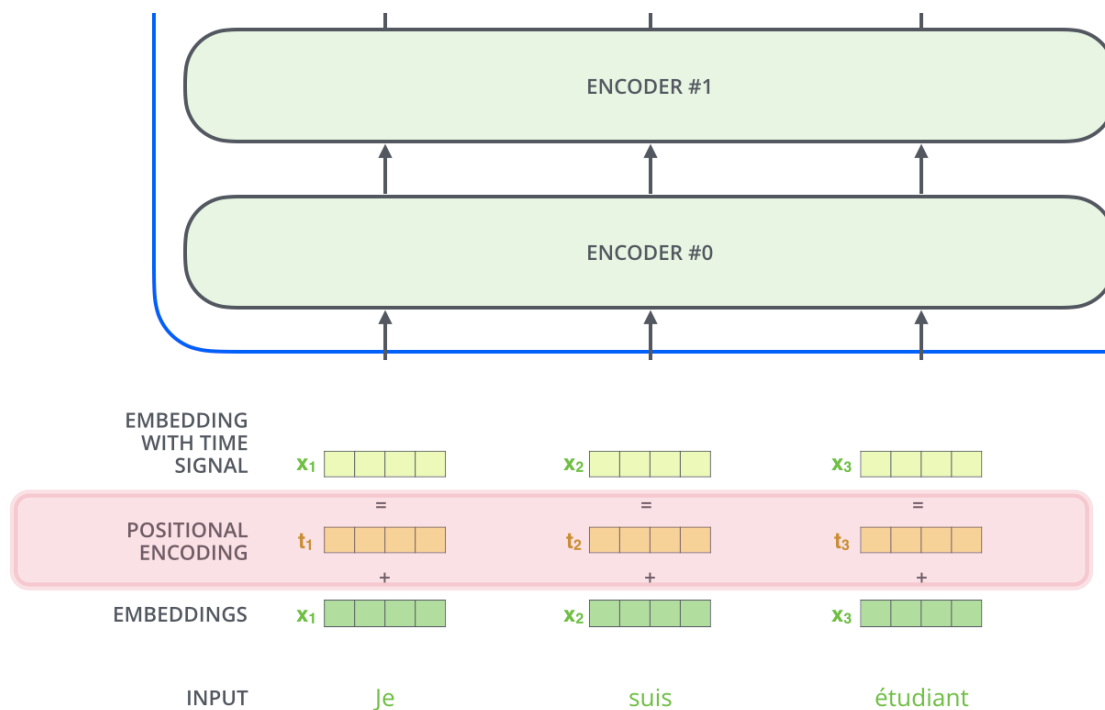 ENCODER #1
ENCODER #0
EMBEDDING
WITH TIME
SIGNAL
x₁ x₂ x₃
= = =
POSITIONAL
ENCODING
t₁ t₂ t₃
+ + +
EMBEDDINGS x₁ x₂ x₃
INPUT Je suis étudiant